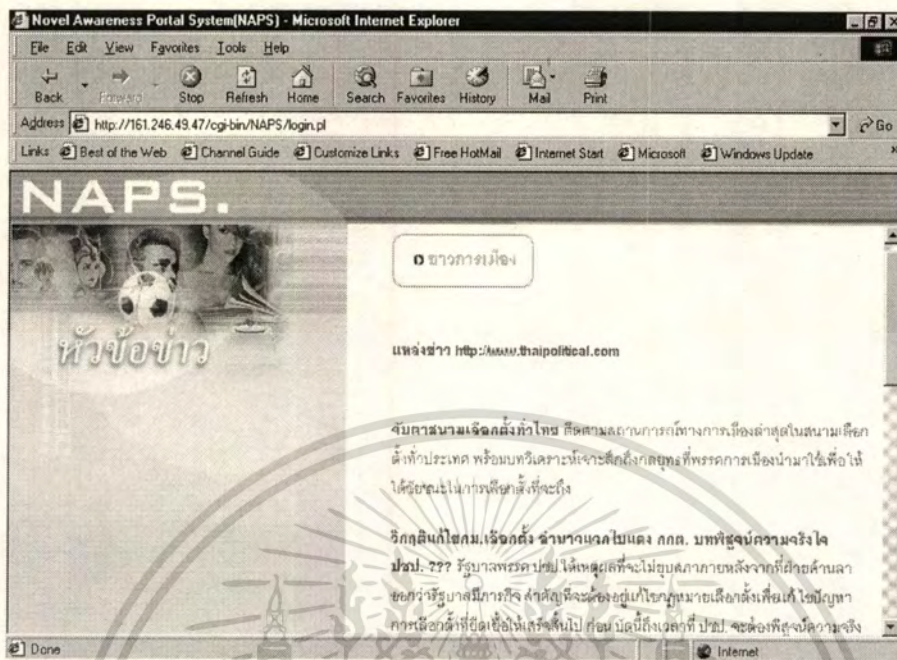 Novel Awareness Portal System(NAPS) - Microsoft Internet Explorer
File Edit View Favorites Tools Help
Back Forward Stop Refresh Home Search Favorites History Mail Print
Address http://161.246.49.47/cgi-bin/NAPS/login.pl Go
Links Best of the Web Channel Guide Customize Links Free HotMail Internet Start Microsoft Windows Update
NAPS.
หัวข้อข่าว
ข่าวการเมือง
แหล่งข่าว http://www.thaipolitical.com
จับตาสนามเลือกตั้งทั่วไทย ติดตามสถานการณ์ทางการเมืองล่าสุดในสนามเลือก
ตั้งทั่วประเทศ พร้อมบทวิเคราะห์เจาะลึกถึงกลยุทธที่พรรคการเมืองนำมาใช้เพื่อให้
ได้ชัยชนะในการเลือกตั้งที่จะถึง
วิกฤติแก้ไขกม.เลือกตั้ง อำนาจแจกใบแดง กกต. บทพิสูจน์ความจริงใจ
ปชป. ??? รัฐบาลพรรค ปชป ให้เหตุผลที่จะไม่ยุบสภาภายหลังจากที่ฝ่ายค้านลา
ออกว่ารัฐบาลมีภารกิจ สำคัญที่จะต้องอยู่แก้ไขกฎหมายเลือกตั้งเพื่อแก้ ไขปัญหา
การเลือกตั้งที่ยืดเยื้อให้เสร็จสิ้นไป ก่อน บัดนี้ถึงเวลาที่ ปชป. จะต้องพิสูจน์ความจริง
Done Internet